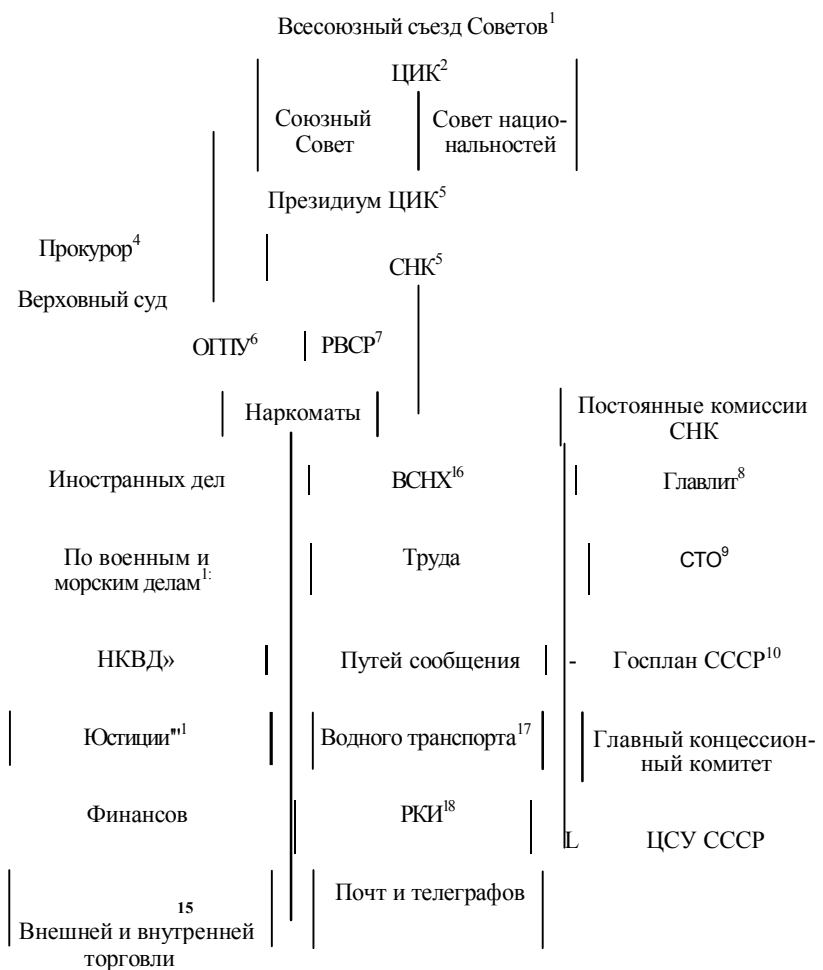 Всесоюзный съезд Советов1
ЦИК2
Союзный Совет нацио-
Совет нальностей
Президиум ЦИК5
Прокурор4
СНК5
Верховный суд
ОГПУ6 РВСР7
Наркоматы Постоянные комиссии
СНК
Иностранных дел ВСНХ16 Главлит8
По военным и Труда СТО9
морским делам1:
НКВД» Путей сообщения - Госплан СССР10
Юстиции'"1 Водного транспорта17 Главный концессион-
ный комитет
Финансов РКИ18
L ЦСУ СССР
Почт и телеграфов
15
Внешней и внутренней
торговли